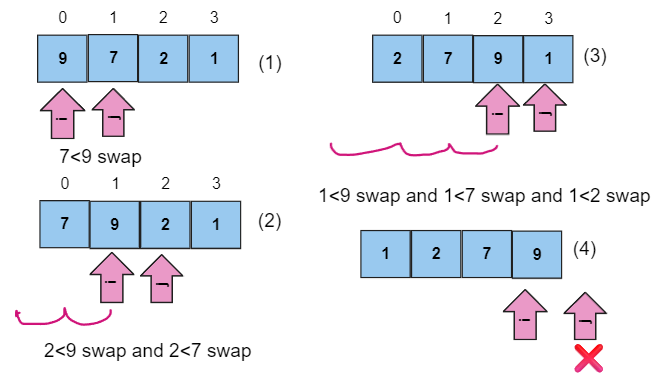 0 1 2 3
9 7 2 1 (1)
i j
7<9 swap
0 1 2 3
7 9 2 1 (2)
i j
2<9 swap and 2<7 swap
0 1 2 3
2 7 9 1 (3)
i j
1<9 swap and 1<7 swap and 1<2 swap
1 2 7 9 (4)
i j